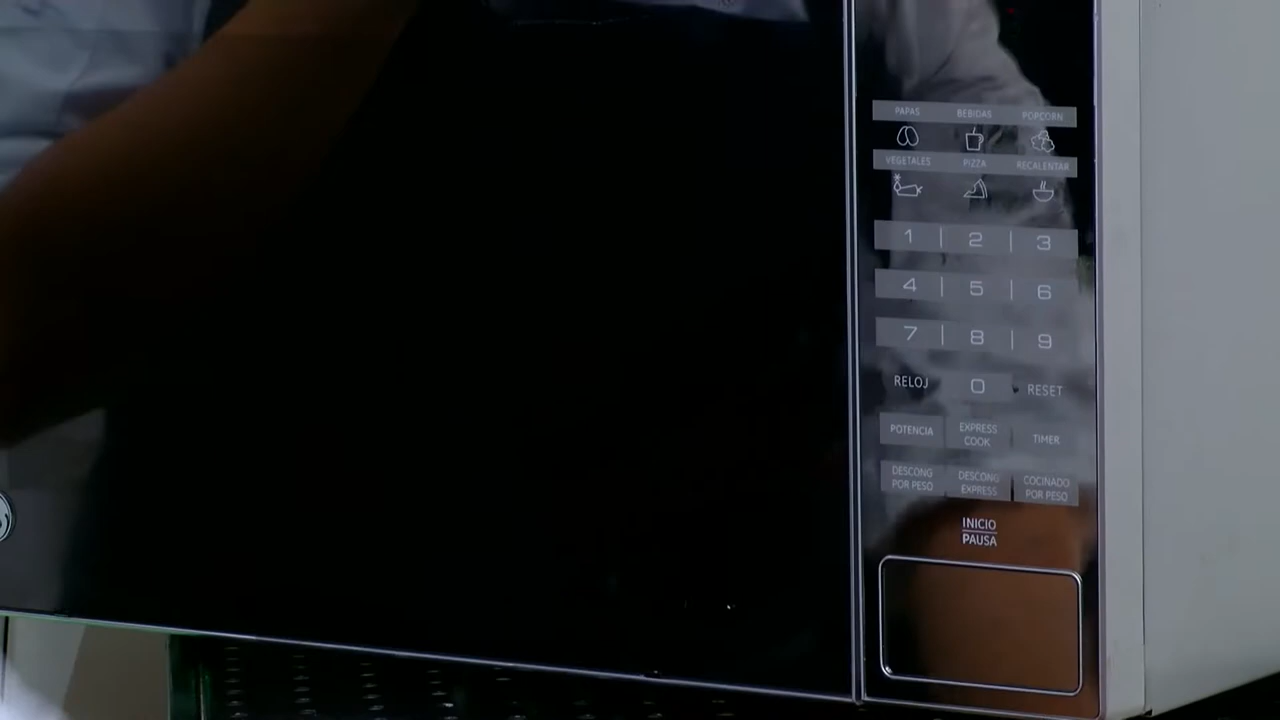 PAPAS BEBIDAS POPCORN
VEGETALES PIZZA RECALENTAR
1 2 3
4 5 6
7 8 9
RELOJ 0 RESET
POTENCIA EXPRESS COOK TIMER
DESCONG POR PESO DESCONG EXPRESS COCINADO POR PESO
INICIO
PAUSA